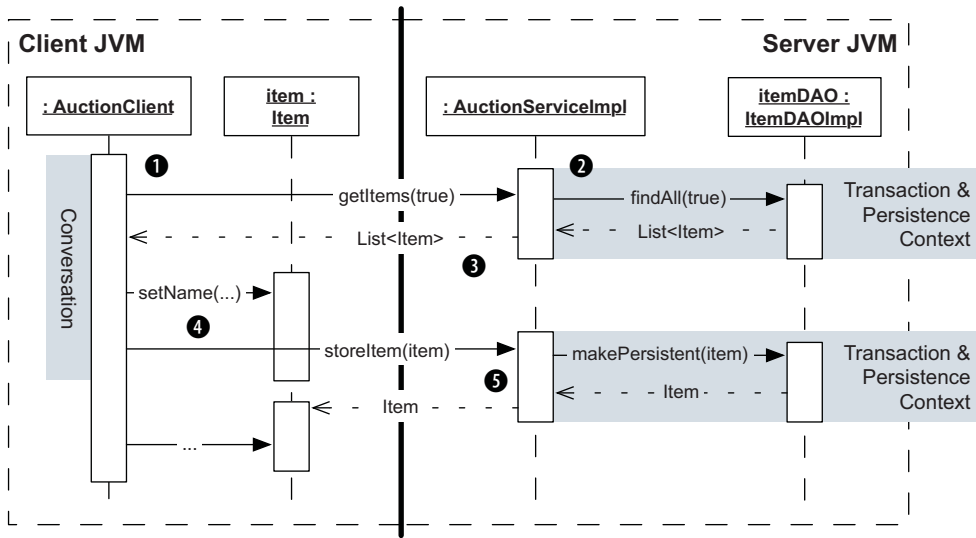 Client JVM
Server JVM
: AuctionClient
item :
Item
: AuctionServiceImpl
itemDAO :
ItemDAOImpl
1
2
getItems(true)
findAll(true)
Transaction &
Persistence
Context
List<Item>
List<Item>
3
Conversation
setName(...)
4
storeItem(item)
makePersistent(item)
Transaction &
Persistence
Context
5
Item
Item
...